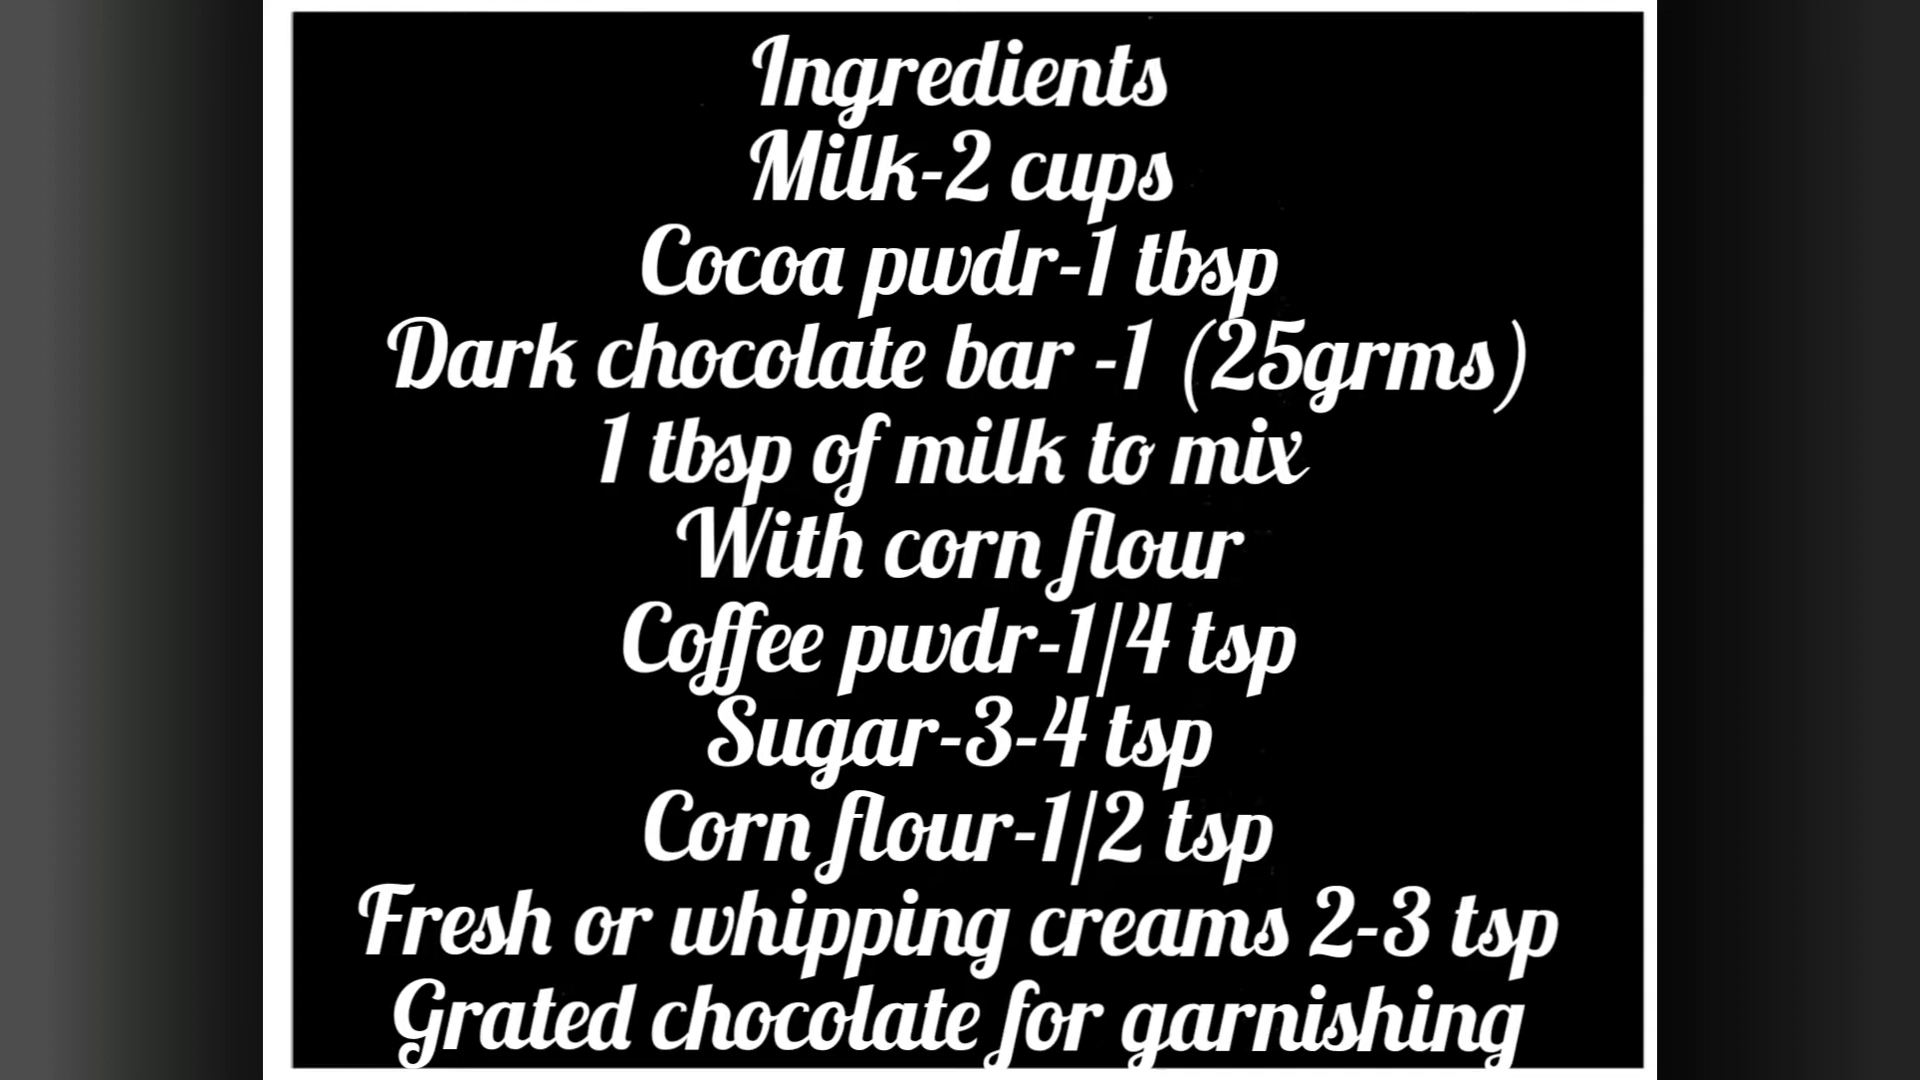 Ingredients
Milk-2 cups
Cocoa pwdr-1 tbsp
Dark chocolate bar -1 (25grms)
1 tbsp of milk to mix
With corn flour
Coffee pwdr-1/4 tsp
Sugar-3-4 tsp
Corn flour-1/2 tsp
Fresh or whipping creams 2-3 tsp
Grated chocolate for garnishing